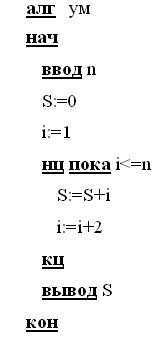 алг ум
нач
ввод n
S:=0
i:=1
нц пока i<=n
S:=S+i
i:=i+2
кц
вывод S
кон